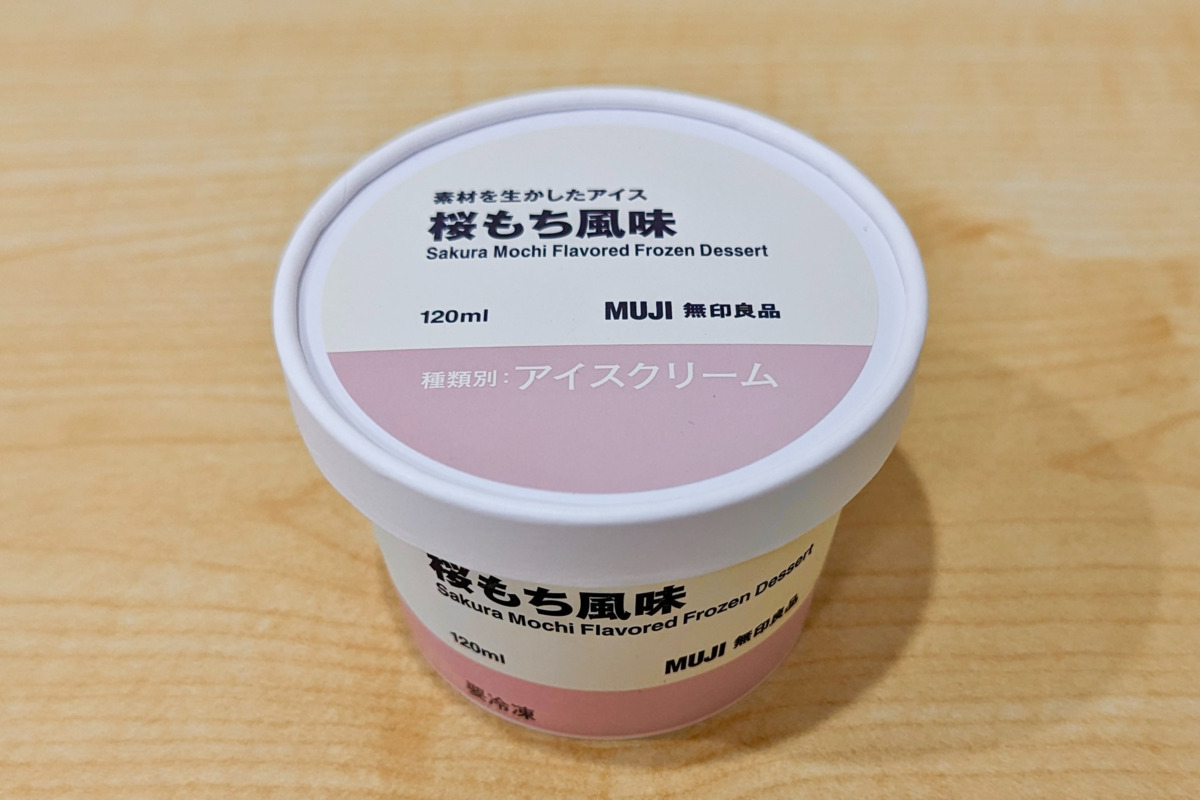 素材を生かしたアイス
桜もち風味
Sakura Mochi Flavored Frozen Dessert
120ml MUJI 無印良品
種類別:アイスクリーム
桜もち風味
Sakura Mochi Flavored Frozen Dessert
120ml MUJI 無印良品
要冷凍